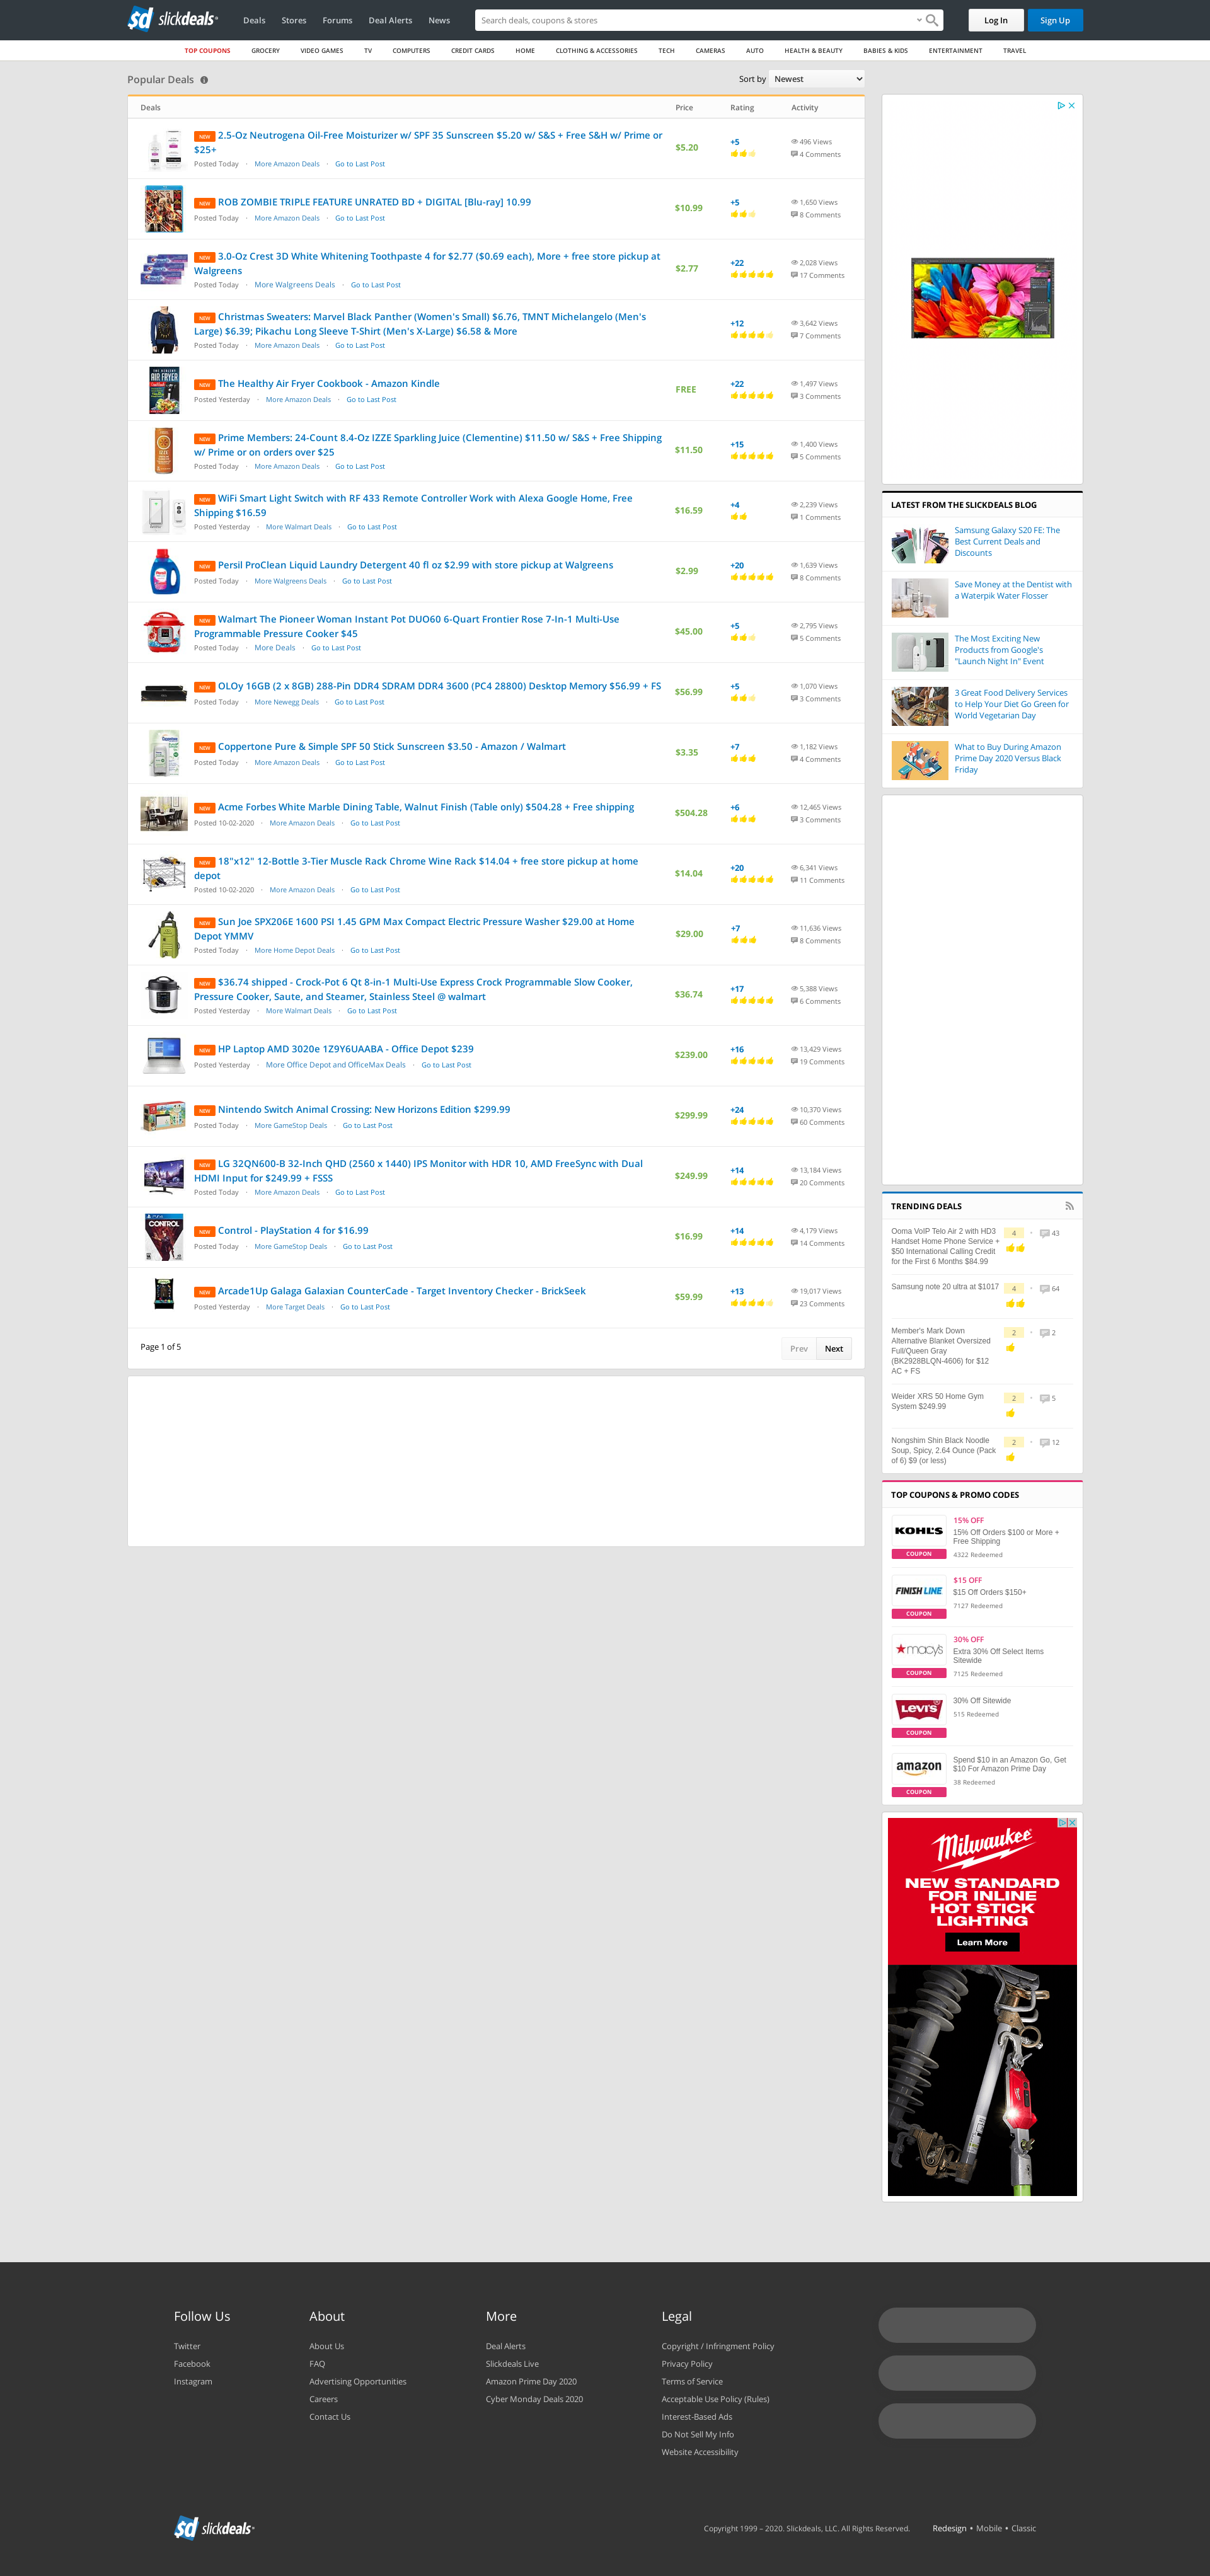 sd slickdeals
Deals Stores Forums Deal Alerts News
Search deals, coupons & stores
Log In
Sign Up
TOP COUPONS GROCERY VIDEO GAMES TV COMPUTERS CREDIT CARDS HOME CLOTHING & ACCESSORIES TECH CAMERAS AUTO HEALTH & BEAUTY BABIES & KIDS ENTERTAINMENT TRAVEL
Popular Deals
Sort by Newest
Deals Price Rating Activity
NEW 2.5-Oz Neutrogena Oil-Free Moisturizer w/ SPF 35 Sunscreen $5.20 w/ S&S + Free S&H w/ Prime or
$25+
Posted Today · More Amazon Deals · Go to Last Post
$5.20
+5
496 Views
4 Comments
NEW ROB ZOMBIE TRIPLE FEATURE UNRATED BD + DIGITAL [Blu-ray] 10.99
Posted Today · More Amazon Deals · Go to Last Post
$10.99
+5
1,650 Views
8 Comments
NEW 3.0-Oz Crest 3D White Whitening Toothpaste 4 for $2.77 ($0.69 each), More + free store pickup at
Walgreens
Posted Today · More Walgreens Deals · Go to Last Post
$2.77
+22
2,028 Views
17 Comments
NEW Christmas Sweaters: Marvel Black Panther (Women's Small) $6.76, TMNT Michelangelo (Men's
Large) $6.39; Pikachu Long Sleeve T-Shirt (Men's X-Large) $6.58 & More
Posted Today · More Amazon Deals · Go to Last Post
+12
3,642 Views
7 Comments
AIR FRYER
NEW The Healthy Air Fryer Cookbook - Amazon Kindle
Posted Yesterday · More Amazon Deals · Go to Last Post
FREE
+22
1,497 Views
3 Comments
NEW Prime Members: 24-Count 8.4-Oz IZZE Sparkling Juice (Clementine) $11.50 w/ S&S + Free Shipping
w/ Prime or on orders over $25
Posted Today · More Amazon Deals · Go to Last Post
$11.50
+15
1,400 Views
5 Comments
NEW WiFi Smart Light Switch with RF 433 Remote Controller Work with Alexa Google Home, Free
Shipping $16.59
Posted Yesterday · More Walmart Deals · Go to Last Post
$16.59
+4
2,239 Views
1 Comments
NEW Persil ProClean Liquid Laundry Detergent 40 fl oz $2.99 with store pickup at Walgreens
Posted Today · More Walgreens Deals · Go to Last Post
$2.99
+20
1,639 Views
8 Comments
NEW Walmart The Pioneer Woman Instant Pot DUO60 6-Quart Frontier Rose 7-In-1 Multi-Use
Programmable Pressure Cooker $45
Posted Today · More Deals · Go to Last Post
$45.00
+5
2,795 Views
5 Comments
NEW OLOy 16GB (2 x 8GB) 288-Pin DDR4 SDRAM DDR4 3600 (PC4 28800) Desktop Memory $56.99 + FS
Posted Today · More Newegg Deals · Go to Last Post
$56.99
+5
1,070 Views
3 Comments
NEW Coppertone Pure & Simple SPF 50 Stick Sunscreen $3.50 - Amazon / Walmart
Posted Today · More Amazon Deals · Go to Last Post
$3.35
+7
1,182 Views
4 Comments
NEW Acme Forbes White Marble Dining Table, Walnut Finish (Table only) $504.28 + Free shipping
Posted 10-02-2020 · More Amazon Deals · Go to Last Post
$504.28
+6
12,465 Views
3 Comments
NEW 18"x12" 12-Bottle 3-Tier Muscle Rack Chrome Wine Rack $14.04 + free store pickup at home
depot
Posted 10-02-2020 · More Amazon Deals · Go to Last Post
$14.04
+20
6,341 Views
11 Comments
NEW Sun Joe SPX206E 1600 PSI 1.45 GPM Max Compact Electric Pressure Washer $29.00 at Home
Depot YMMV
Posted Today · More Home Depot Deals · Go to Last Post
$29.00
+7
11,636 Views
8 Comments
NEW $36.74 shipped - Crock-Pot 6 Qt 8-in-1 Multi-Use Express Crock Programmable Slow Cooker,
Pressure Cooker, Saute, and Steamer, Stainless Steel @ walmart
Posted Yesterday · More Walmart Deals · Go to Last Post
$36.74
+17
5,388 Views
6 Comments
NEW HP Laptop AMD 3020e 1Z9Y6UAABA - Office Depot $239
Posted Yesterday · More Office Depot and OfficeMax Deals · Go to Last Post
$239.00
+16
13,429 Views
19 Comments
NEW Nintendo Switch Animal Crossing: New Horizons Edition $299.99
Posted Today · More GameStop Deals · Go to Last Post
$299.99
+24
10,370 Views
60 Comments
NEW LG 32QN600-B 32-Inch QHD (2560 x 1440) IPS Monitor with HDR 10, AMD FreeSync with Dual
HDMI Input for $249.99 + FSSS
Posted Today · More Amazon Deals · Go to Last Post
$249.99
+14
13,184 Views
20 Comments
CONTROL
NEW Control - PlayStation 4 for $16.99
Posted Today · More GameStop Deals · Go to Last Post
$16.99
+14
4,179 Views
14 Comments
NEW Arcade1Up Galaga Galaxian CounterCade - Target Inventory Checker - BrickSeek
Posted Yesterday · More Target Deals · Go to Last Post
$59.99
+13
19,017 Views
23 Comments
Page 1 of 5
Prev Next
LATEST FROM THE SLICKDEALS BLOG
Samsung Galaxy S20 FE: The
Best Current Deals and
Discounts
Save Money at the Dentist with
a Waterpik Water Flosser
The Most Exciting New
Products from Google's
"Launch Night In" Event
3 Great Food Delivery Services
to Help Your Diet Go Green for
World Vegetarian Day
What to Buy During Amazon
Prime Day 2020 Versus Black
Friday
TRENDING DEALS
Ooma VoIP Telo Air 2 with HD3
Handset Home Phone Service +
$50 International Calling Credit
for the First 6 Months $84.99
4 · 43
Samsung note 20 ultra at $1017
4 · 64
Member's Mark Down
Alternative Blanket Oversized
Full/Queen Gray
(BK2928BLQN-4606) for $12
AC + FS
2 · 2
Weider XRS 50 Home Gym
System $249.99
2 · 5
Nongshim Shin Black Noodle
Soup, Spicy, 2.64 Ounce (Pack
of 6) $9 (or less)
2 · 12
TOP COUPONS & PROMO CODES
KOHL'S
COUPON
15% OFF
15% Off Orders $100 or More +
Free Shipping
4322 Redeemed
FINISH LINE
COUPON
$15 OFF
$15 Off Orders $150+
7127 Redeemed
macy's
COUPON
30% OFF
Extra 30% Off Select Items
Sitewide
7125 Redeemed
LEVI'S
COUPON
30% Off Sitewide
515 Redeemed
amazon
COUPON
Spend $10 in an Amazon Go, Get
$10 For Amazon Prime Day
38 Redeemed
Milwaukee
NEW STANDARD
FOR INLINE
HOT STICK
LIGHTING
Learn More
Follow Us
Twitter
Facebook
Instagram
About
About Us
FAQ
Advertising Opportunities
Careers
Contact Us
More
Deal Alerts
Slickdeals Live
Amazon Prime Day 2020
Cyber Monday Deals 2020
Legal
Copyright / Infringment Policy
Privacy Policy
Terms of Service
Acceptable Use Policy (Rules)
Interest-Based Ads
Do Not Sell My Info
Website Accessibility
sd slickdeals
Copyright 1999 – 2020. Slickdeals, LLC. All Rights Reserved.
Redesign • Mobile • Classic